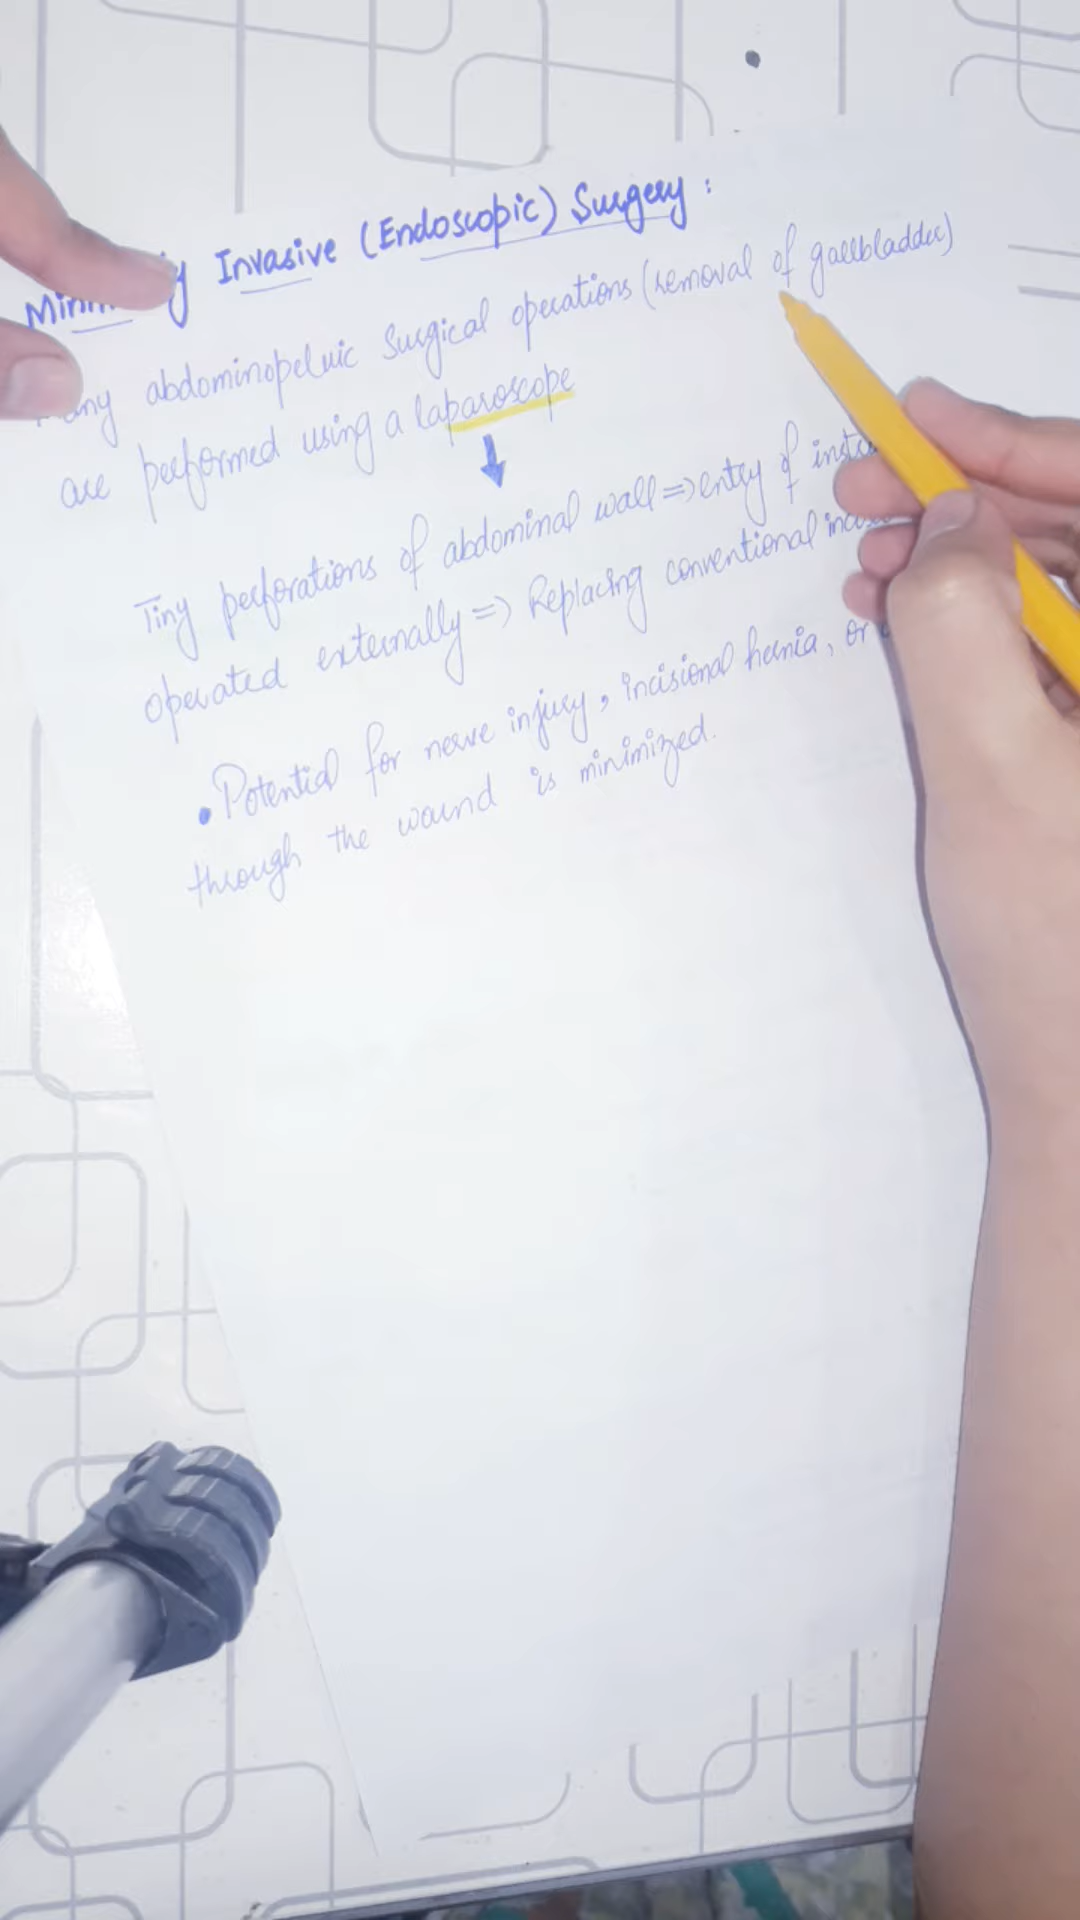 Invasive (Endoscopic) Surgery :
abdominopelvic Surgical operations (removal of gallbladder)
are performed using a laparoscope
Tiny perforations of abdominal wall => entry of
operated externally => Replacing conventional
• Potential for nerve injury, incisional hernia, or
through the wound is minimized.